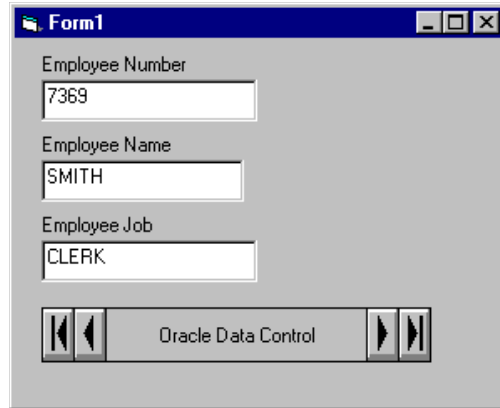 Form1
Employee Number
7369
Employee Name
SMITH
Employee Job
CLERK
Oracle Data Control